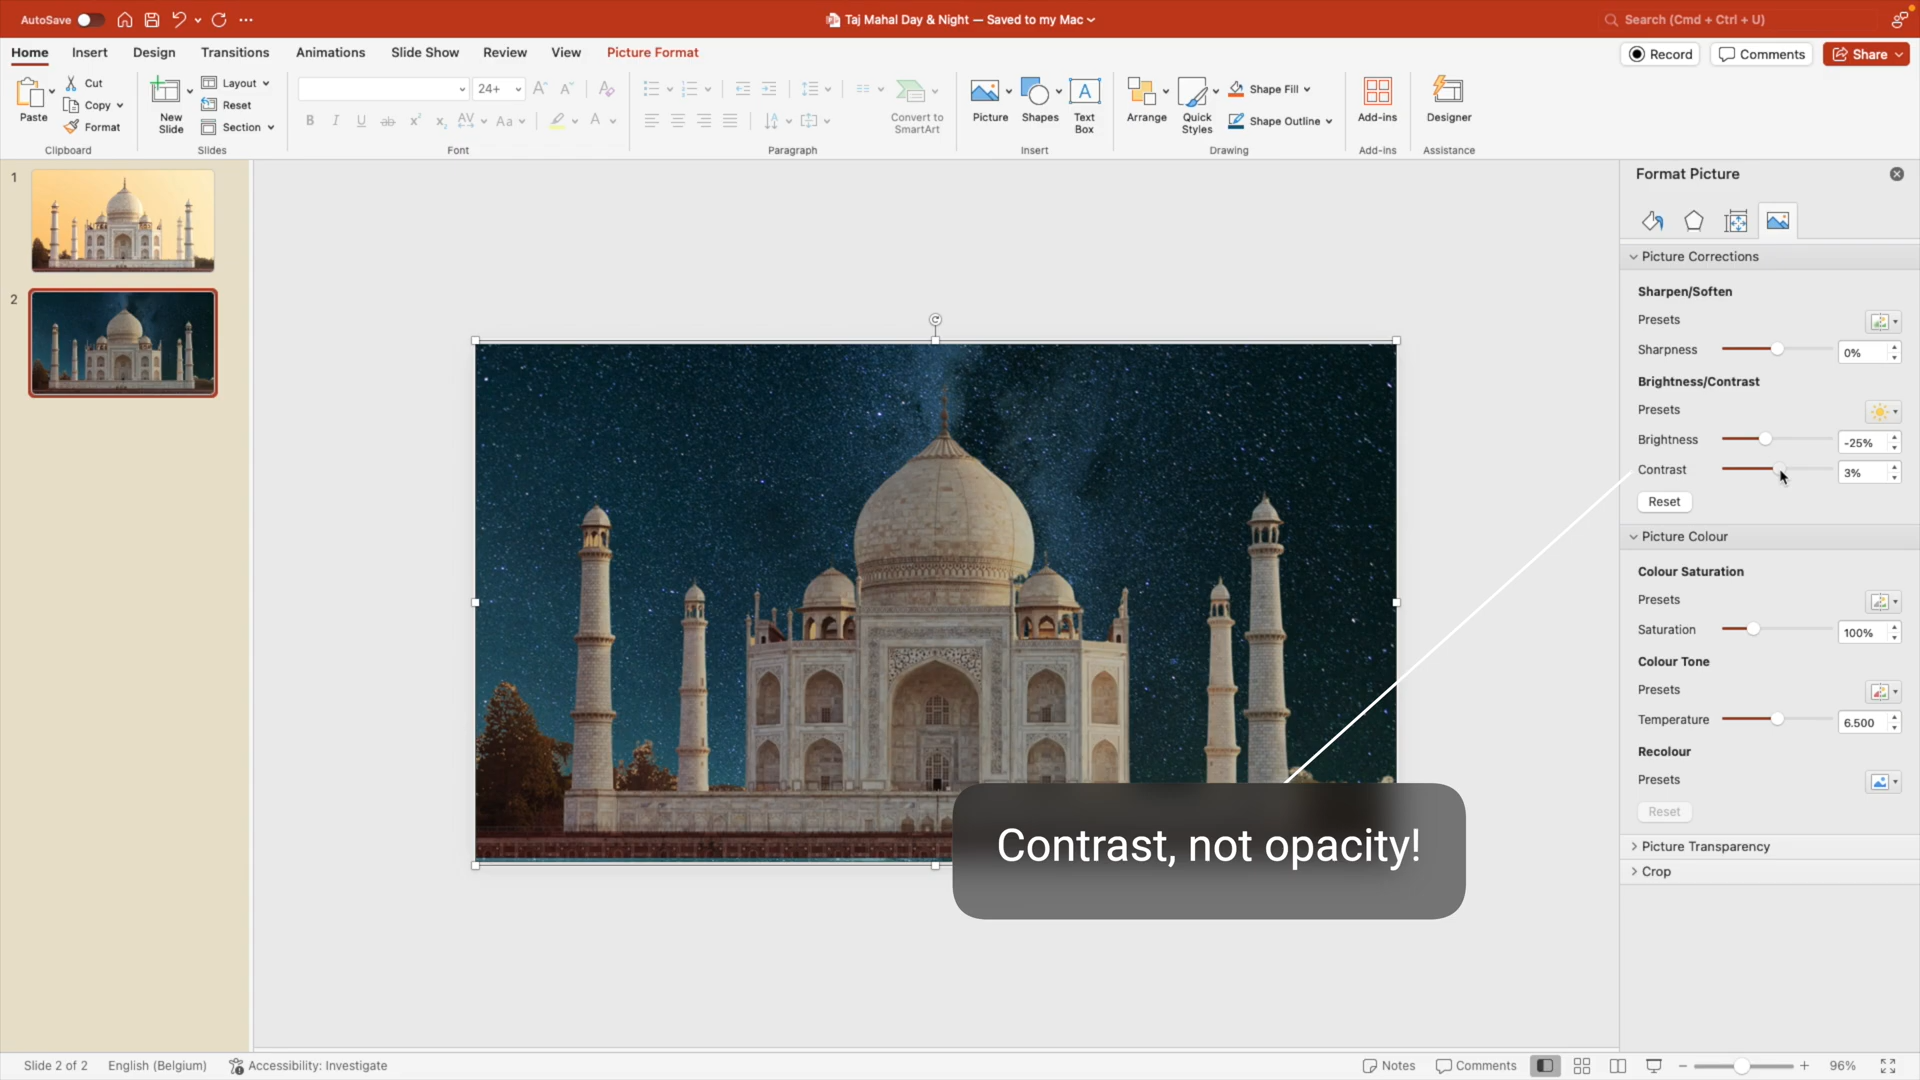 AutoSave
Taj Mahal Day & Night — Saved to my Mac
Search (Cmd + Ctrl + U)
Home Insert Design Transitions Animations Slide Show Review View Picture Format
Record Comments Share
Paste
Cut
Copy
Format
Clipboard
New
Slide
Layout
Reset
Section
Slides
24+
B I U ab x² x₂ AV Aa A
Font
Paragraph
Convert to
SmartArt
Picture
Shapes
Text
Box
Insert
Arrange
Quick
Styles
Shape Fill
Shape Outline
Drawing
Add-ins
Add-ins
Designer
Assistance
1
2
Format Picture
Picture Corrections
Sharpen/Soften
Presets
Sharpness 0%
Brightness/Contrast
Presets
Brightness -25%
Contrast 3%
Reset
Picture Colour
Colour Saturation
Presets
Saturation 100%
Colour Tone
Presets
Temperature 6.500
Recolour
Presets
Reset
Picture Transparency
Crop
Contrast, not opacity!
Slide 2 of 2 English (Belgium) Accessibility: Investigate Notes Comments 96%